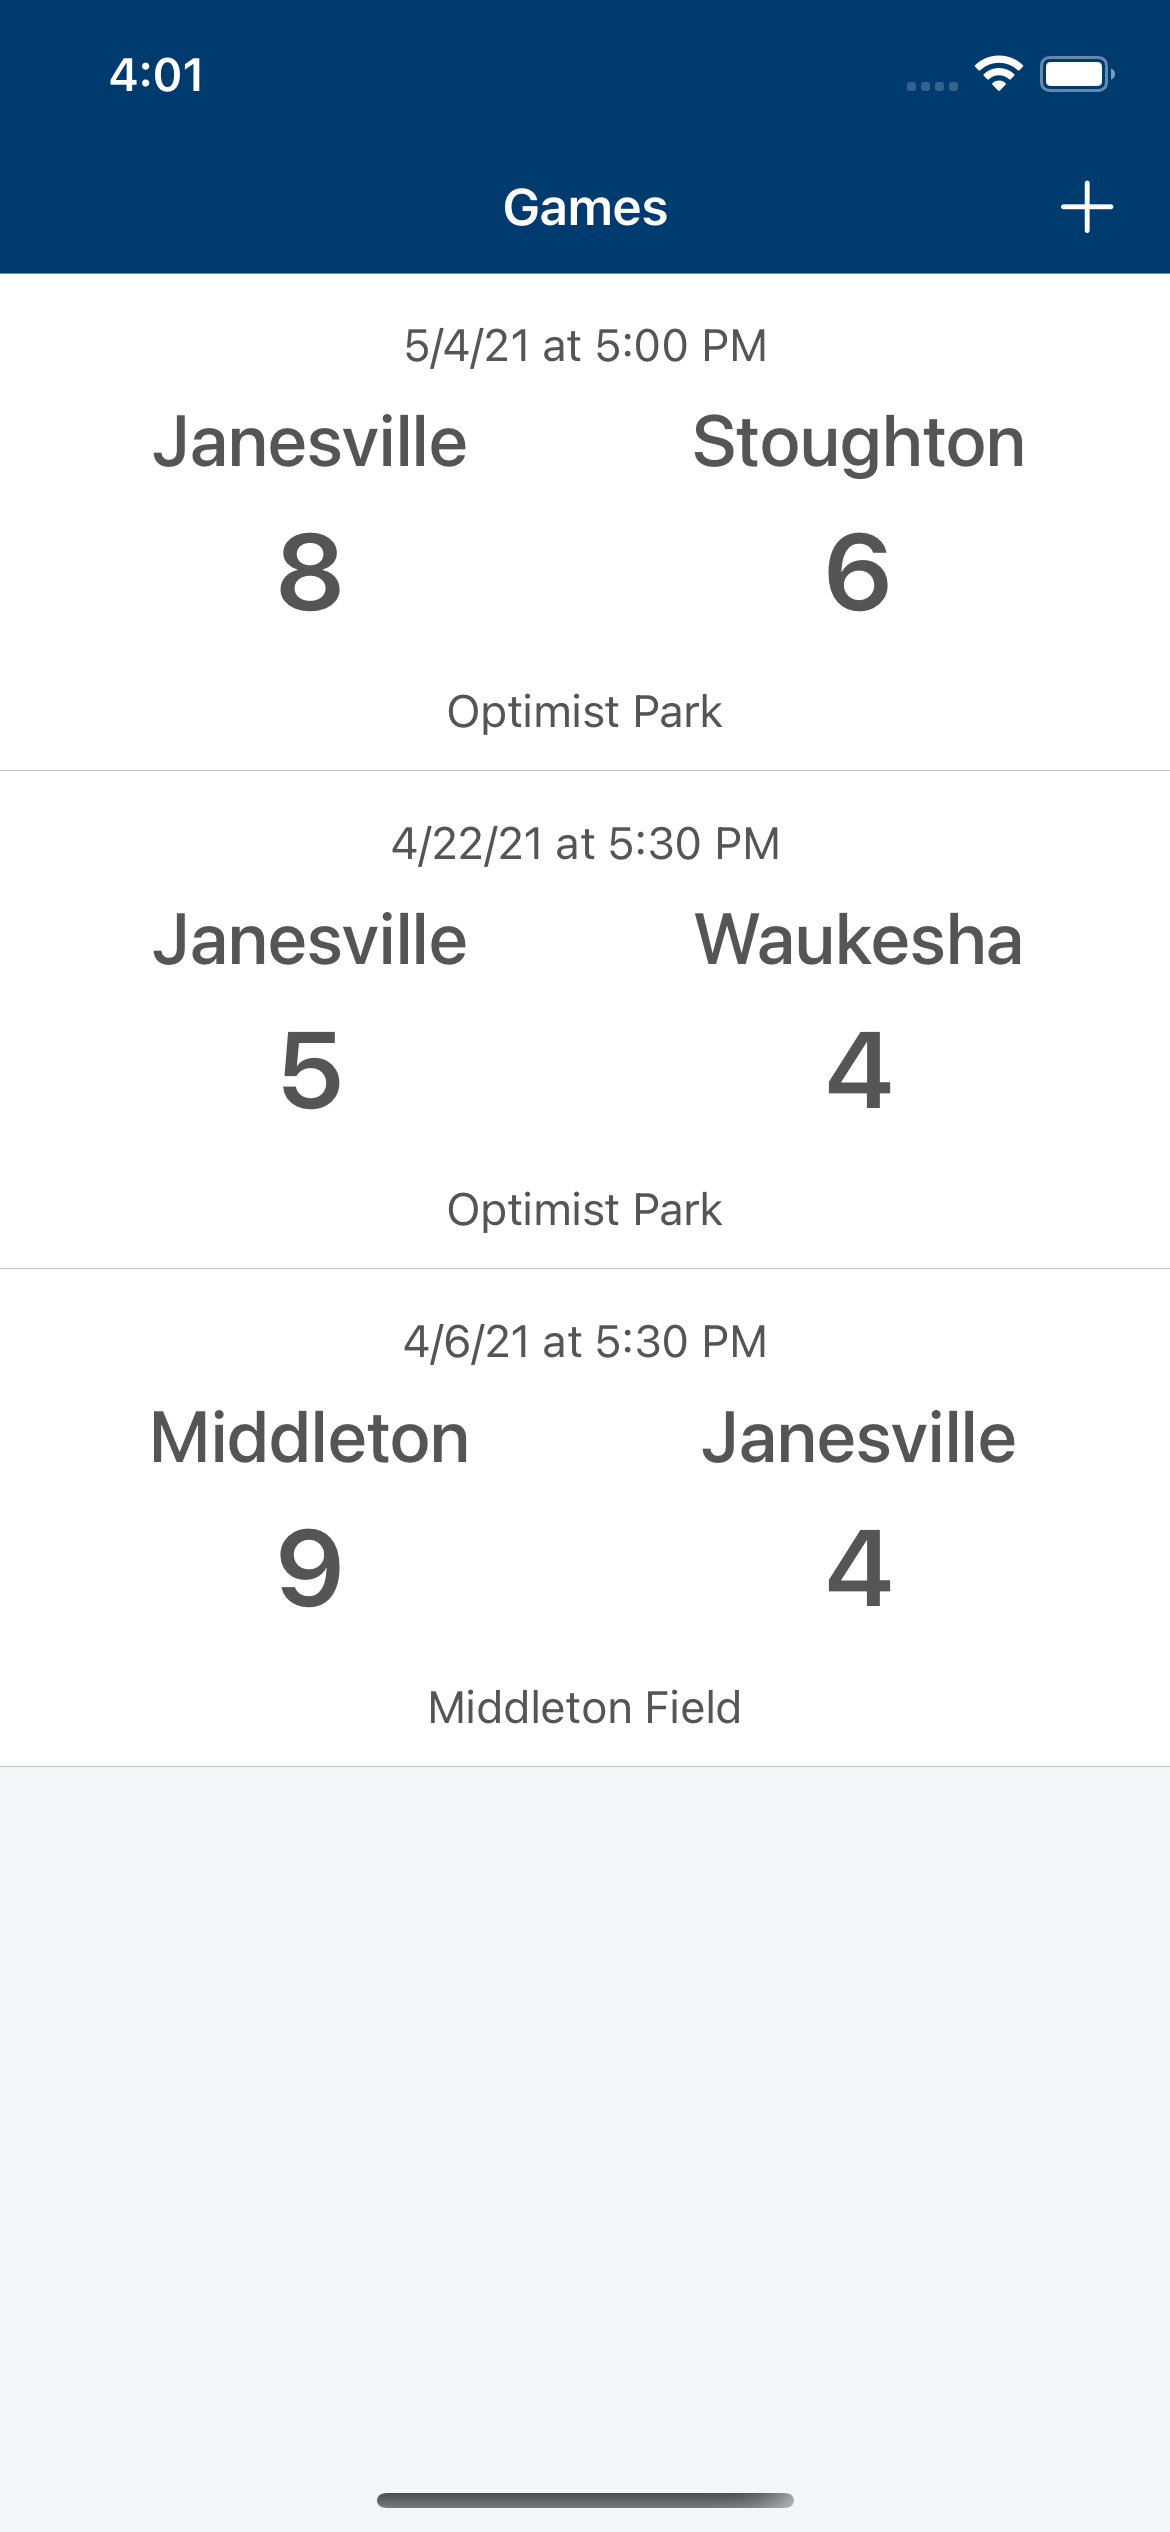 4:01
Games
5/4/21 at 5:00 PM
Janesville Stoughton
8 6
Optimist Park
4/22/21 at 5:30 PM
Janesville Waukesha
5 4
Optimist Park
4/6/21 at 5:30 PM
Middleton Janesville
9 4
Middleton Field